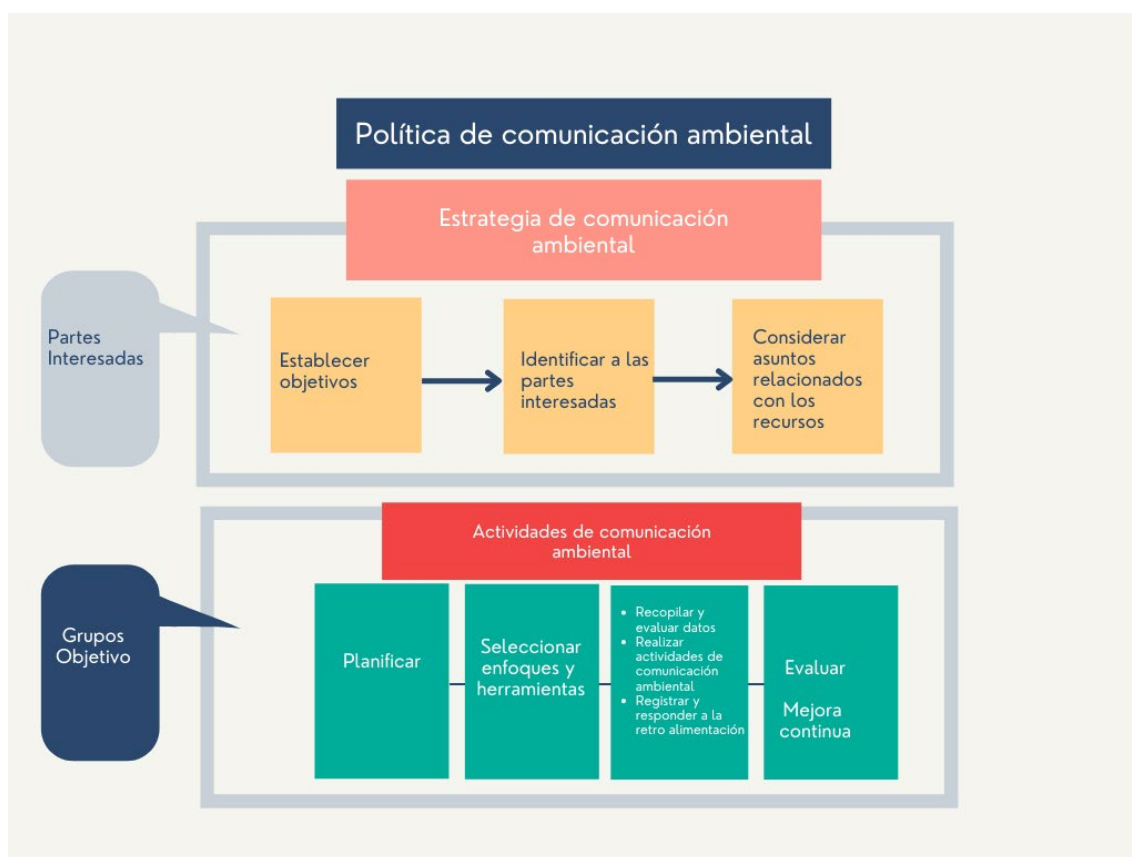 Política de comunicación ambiental
Estrategia de comunicación
ambiental
Partes
Interesadas
Establecer
objetivos
Identificar a las
partes
interesadas
Considerar
asuntos
relacionados
con los
recursos
Actividades de comunicación
ambiental
Grupos
Objetivo
Planificar
Seleccionar
enfoques y
herramientas
• Recopilar y
evaluar datos
• Realizar
actividades de
comunicación
ambiental
• Registrar y
responder a la
retro alimentación
Evaluar
Mejora
continua